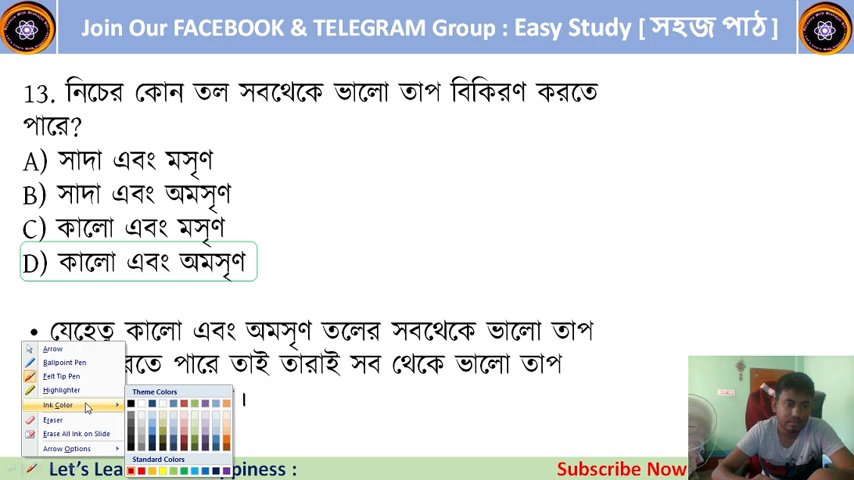 Join Our FACEBOOK & TELEGRAM Group : Easy Study [ সহজ পাঠ ]
13. নিচের কোন তল সবথেকে ভালো তাপ বিকিরণ করতে
পারে?
A) সাদা এবং মসৃণ
B) সাদা এবং অমসৃণ
C) কালো এবং মসৃণ
D) কালো এবং অমসৃণ
• যেহেতু কালো এবং অমসৃণ তলের সবথেকে ভালো তাপ
পারে তাই তারাই সব থেকে ভালো তাপ
।
Arrow
Ballpoint Pen
Felt Tip Pen
Highlighter
Ink Color
Eraser
Erase All Ink on Slide
Arrow Options
Theme Colors
Standard Colors
Let's Lea ppiness :
Subscribe Now